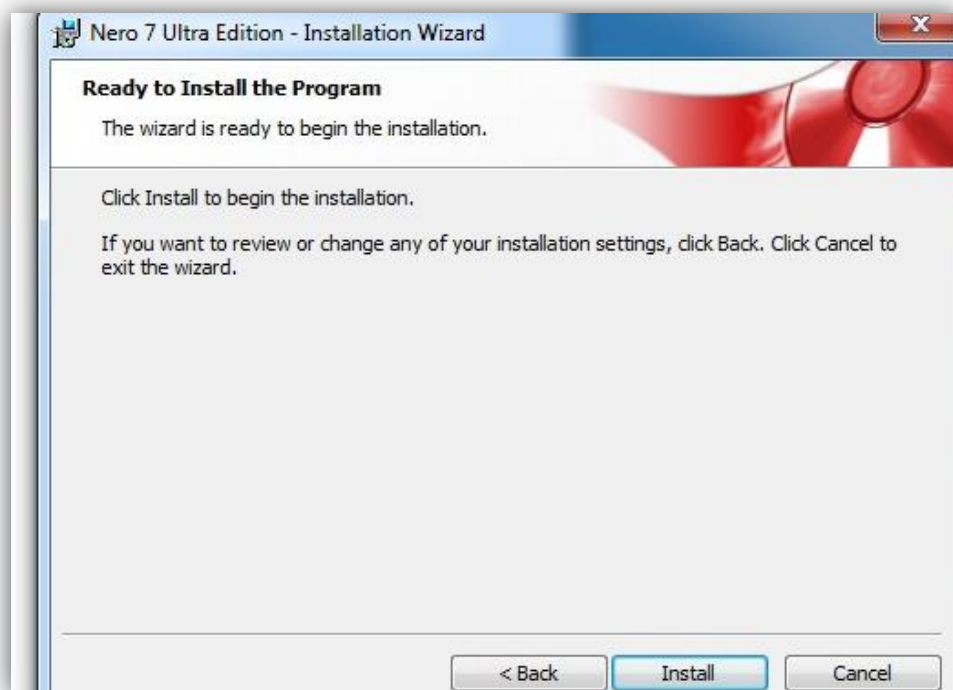 Nero 7 Ultra Edition - Installation Wizard
X
Ready to Install the Program
The wizard is ready to begin the installation.
Click Install to begin the installation.
If you want to review or change any of your installation settings, click Back. Click Cancel to
exit the wizard.
< Back Install Cancel